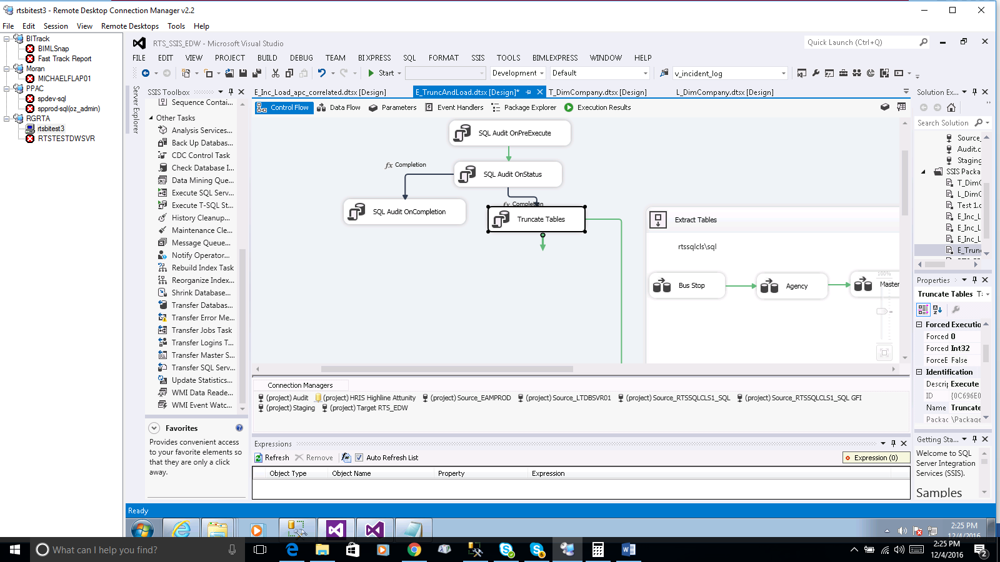 rtsbitest3 - Remote Desktop Connection Manager v2.2
File Edit Session View Remote Desktops Tools Help
BITrack
BIMLSnap
Fast Track Report
Moran
MICHAELFLAP01
PPAC
spdev-sql
spprod-sql(oz_admin)
RGRTA
rtsbitest3
RTSTESTDWSVR
RTS_SSIS_EDW - Microsoft Visual Studio
Quick Launch (Ctrl+Q)
FILE EDIT VIEW PROJECT BUILD DEBUG TEAM BI XPRESS SQL FORMAT SSIS TOOLS BIMLEXPRESS WINDOW HELP
Start Development Default v_incident_log
Server Explorer
SSIS Toolbox
Sequence Contai...
Other Tasks
Analysis Services...
Back Up Databas...
CDC Control Task
Check Database I...
Data Mining Que...
Execute SQL Serv...
Execute T-SQL St...
History Cleanup...
Maintenance Cle...
Message Queue...
Notify Operator...
Rebuild Index Task
Reorganize Index...
Shrink Database...
Transfer Databas...
Transfer Error Me...
Transfer Jobs Task
Transfer Logins T...
Transfer Master S...
Transfer SQL Serv...
Update Statistics...
WMI Data Reade...
WMI Event Watc...
Favorites
Provides convenient access
to your favorite elements so
that they are only a click
away.
E_Inc_Load_apc_correlated.dtsx [Design] E_TruncAndLoad.dtsx [Design]* T_DimCompany.dtsx [Design] L_DimCompany.dtsx [Design]
Control Flow Data Flow Parameters Event Handlers Package Explorer Execution Results
SQL Audit OnPreExecute
fx Completion
SQL Audit OnStatus
fx Completion
SQL Audit OnCompletion
Truncate Tables
Extract Tables
rtssqlcls\sql
Bus Stop
Agency
Master
100%
Connection Managers
(project) Audit (project) HRIS Highline Attunity (project) Source_EAMPROD (project) Source_LTDBSVR01 (project) Source_RTSSQLCLS1_SQL (project) Source_RTSSQLCLS1_SQL GFI
(project) Staging (project) Target RTS_EDW
Expressions
Refresh Remove Auto Refresh List Expression (0)
Object Type Object Name Property Expression
Solution Ex...
Search Solution
Source_
Audit.c
Staging
SSIS Packa
T_DimC
L_DimC
Test 1.c
E_Inc_L
E_Inc_L
E_Inc_L
E_Trunc
Properties
Truncate Tables
Forced Executio
Forced 0
Forced Int32
ForceE False
Identification
Descrip Execute
ID {0C696E0
Name Truncate
Packac \Package
Getting Sta...
Welcome to SQL
Server Integration
Services (SSIS).
Samples
Ready
2:25 PM
12/4/2016
What can I help you find?
2:25 PM
12/4/2016
2
6